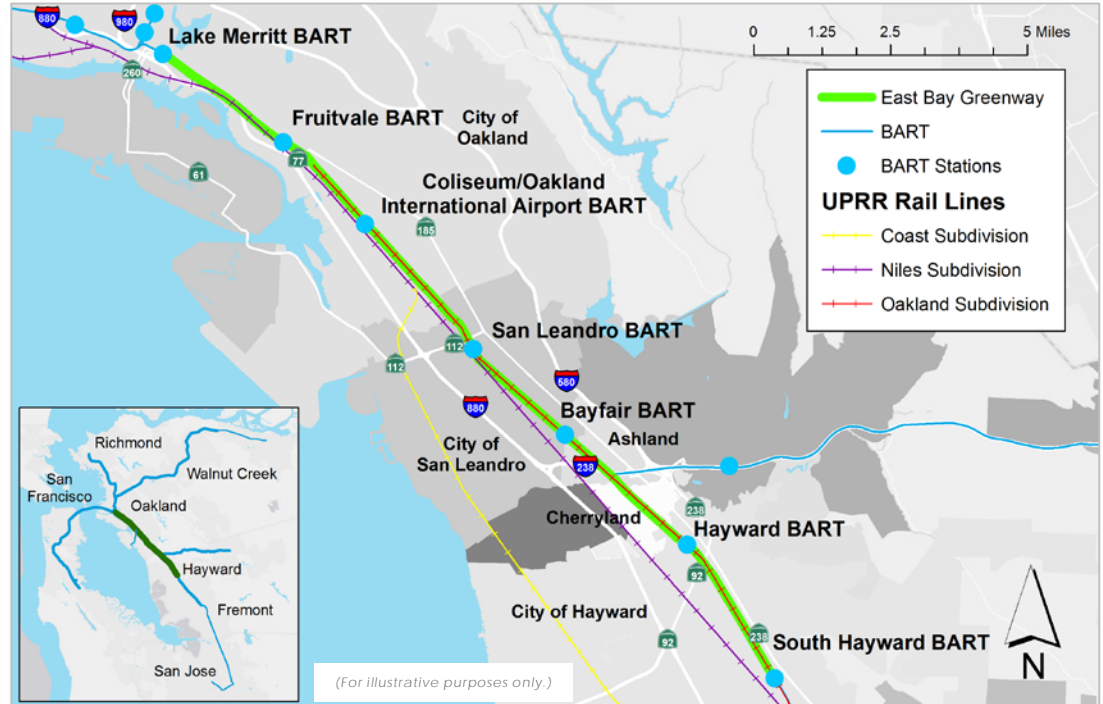 880
980
Lake Merritt BART
260
Fruitvale BART
77
City of
Oakland
61
Coliseum/Oakland
International Airport BART
185
San Leandro BART
112
112
580
880
Bayfair BART
Ashland
City of
San Leandro
238
Cherryland
238
Hayward BART
92
City of Hayward
238
92
South Hayward BART
0 1.25 2.5 5 Miles
East Bay Greenway
BART
BART Stations
UPRR Rail Lines
Coast Subdivision
Niles Subdivision
Oakland Subdivision
Richmond
Walnut Creek
San
Francisco
Oakland
Hayward
Fremont
San Jose
(For illustrative purposes only.)
N